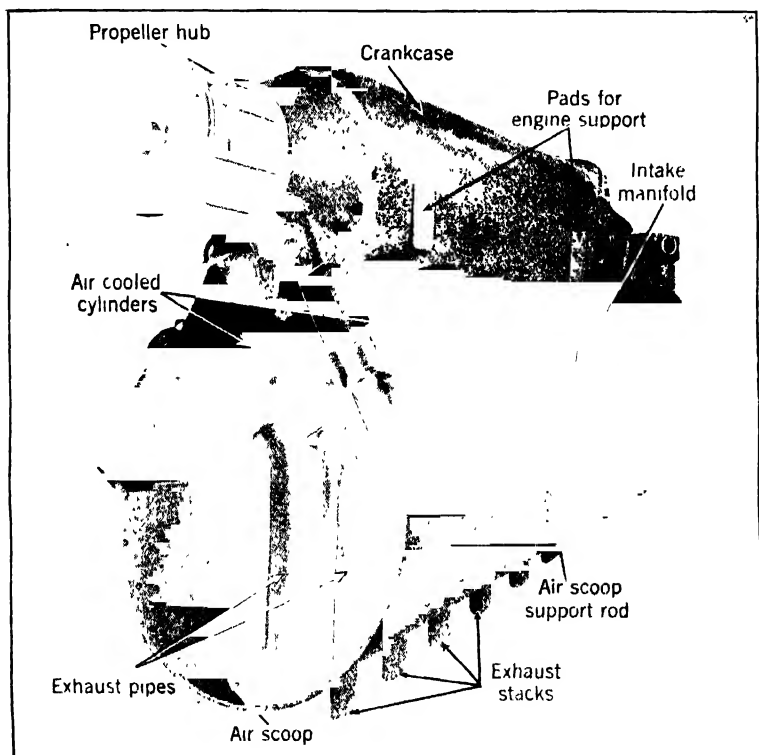 Propeller hub
Crankcase
Pads for
engine support
Intake
manifold
Air cooled
cylinders
Air scoop
support rod
Exhaust
stacks
Exhaust pipes
Air scoop